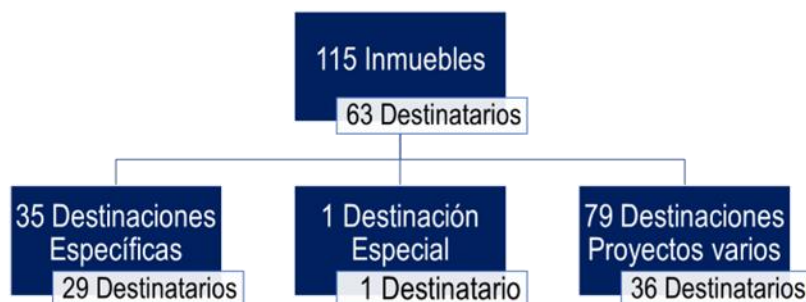 115 Inmuebles
63 Destinatarios
35 Destinaciones
Específicas
29 Destinatarios
1 Destinación
Especial
1 Destinatario
79 Destinaciones
Proyectos varios
36 Destinatarios